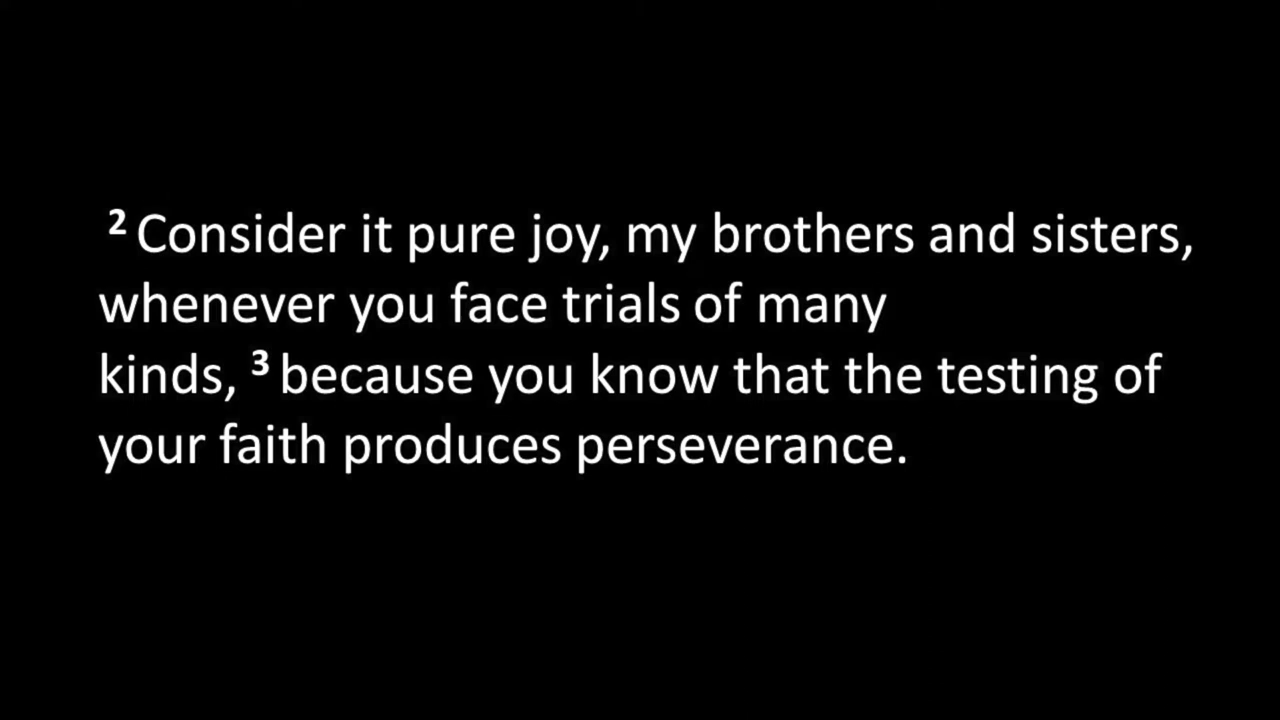 ² Consider it pure joy, my brothers and sisters,
whenever you face trials of many
kinds, ³ because you know that the testing of
your faith produces perseverance.